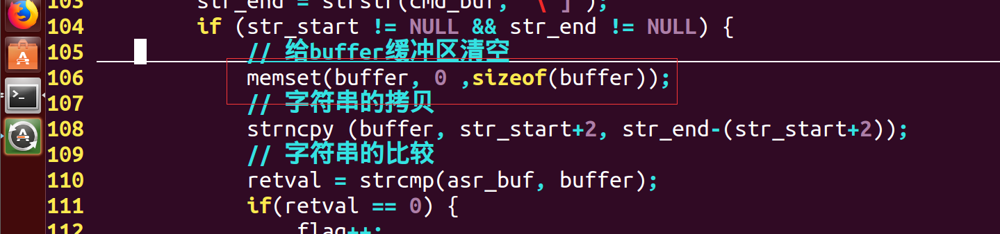 103 str_end = strstr(cmd_buf, "\"]");
104 if (str_start != NULL && str_end != NULL) {
105 // 给buffer缓冲区清空
106 memset(buffer, 0 ,sizeof(buffer));
107 // 字符串的拷贝
108 strncpy (buffer, str_start+2, str_end-(str_start+2));
109 // 字符串的比较
110 retval = strcmp(asr_buf, buffer);
111 if(retval == 0) {
112 flag++;